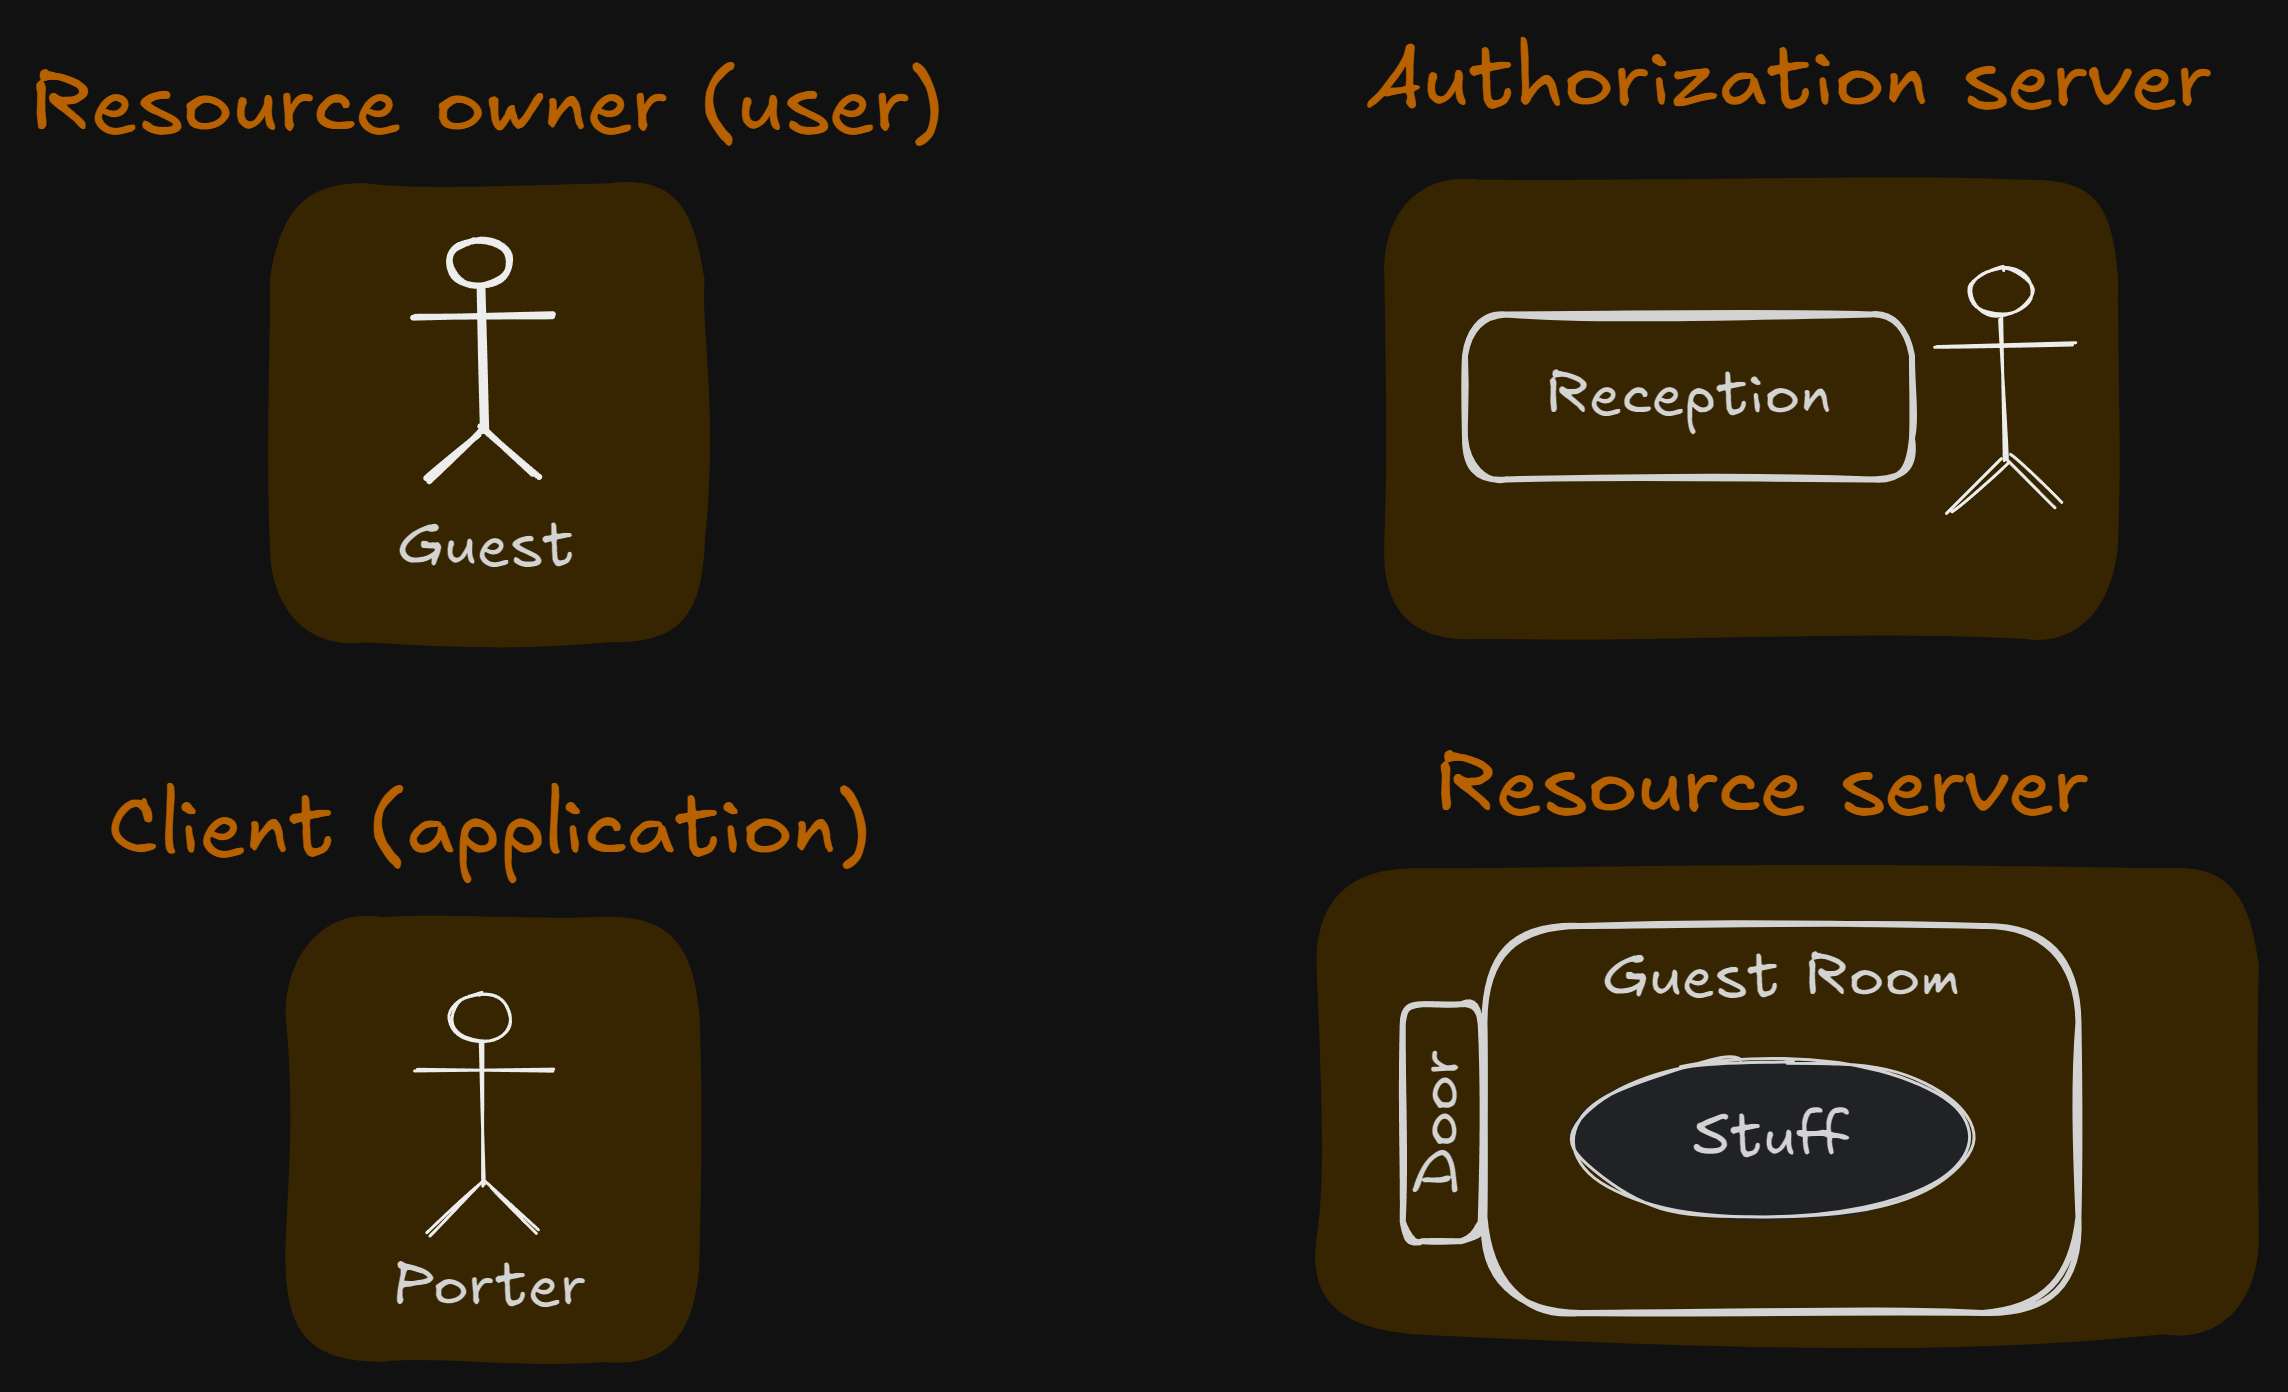 Resource owner (user)
Guest
Authorization server
Reception
Client (application)
Porter
Resource server
Guest Room
Door
Stuff